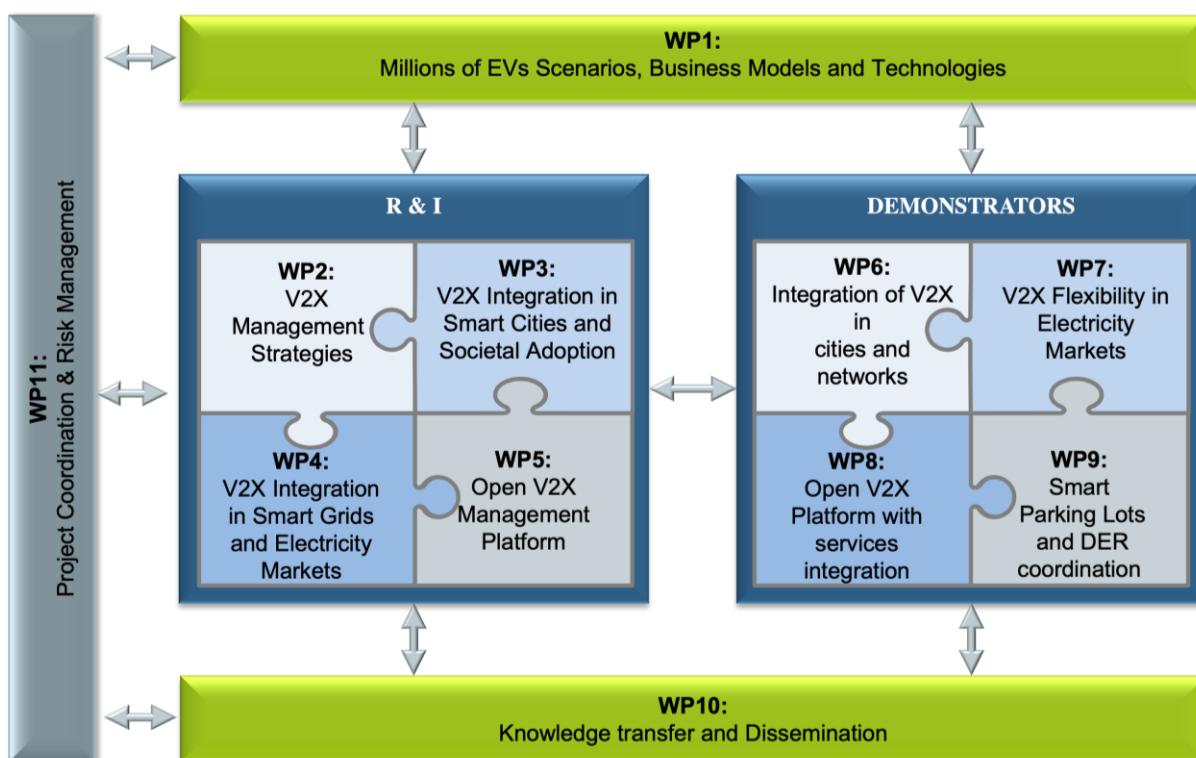 WP11:
Project Coordination & Risk Management
WP1:
Millions of EVs Scenarios, Business Models and Technologies
R & I
WP2:
V2X
Management
Strategies
WP3:
V2X Integration in
Smart Cities and
Societal Adoption
WP4:
V2X Integration
in Smart Grids
and Electricity
Markets
WP5:
Open V2X
Management
Platform
DEMONSTRATORS
WP6:
Integration of V2X
in
cities and
networks
WP7:
V2X Flexibility in
Electricity
Markets
WP8:
Open V2X
Platform with
services
integration
WP9:
Smart
Parking Lots
and DER
coordination
WP10:
Knowledge transfer and Dissemination